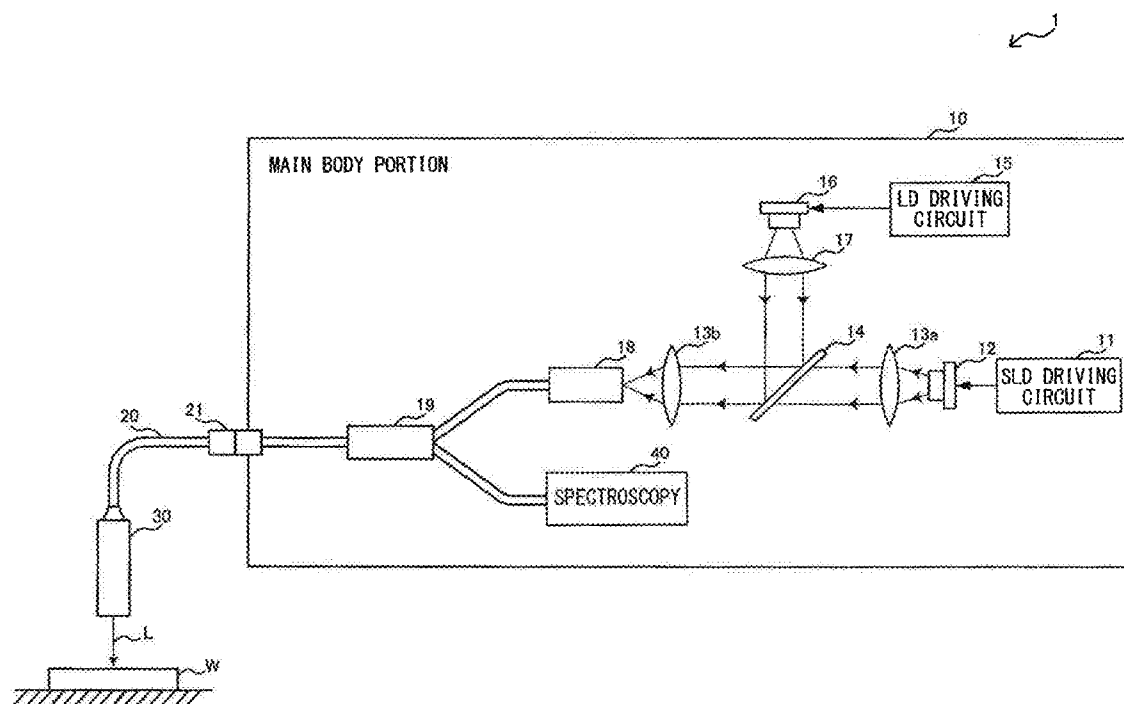 1
10
MAIN BODY PORTION
15
16
LD DRIVING
CIRCUIT
17
14
13b
13a
12
11
18
SLD DRIVING
CIRCUIT
19
20
21
40
SPECTROSCOPY
30
L
W